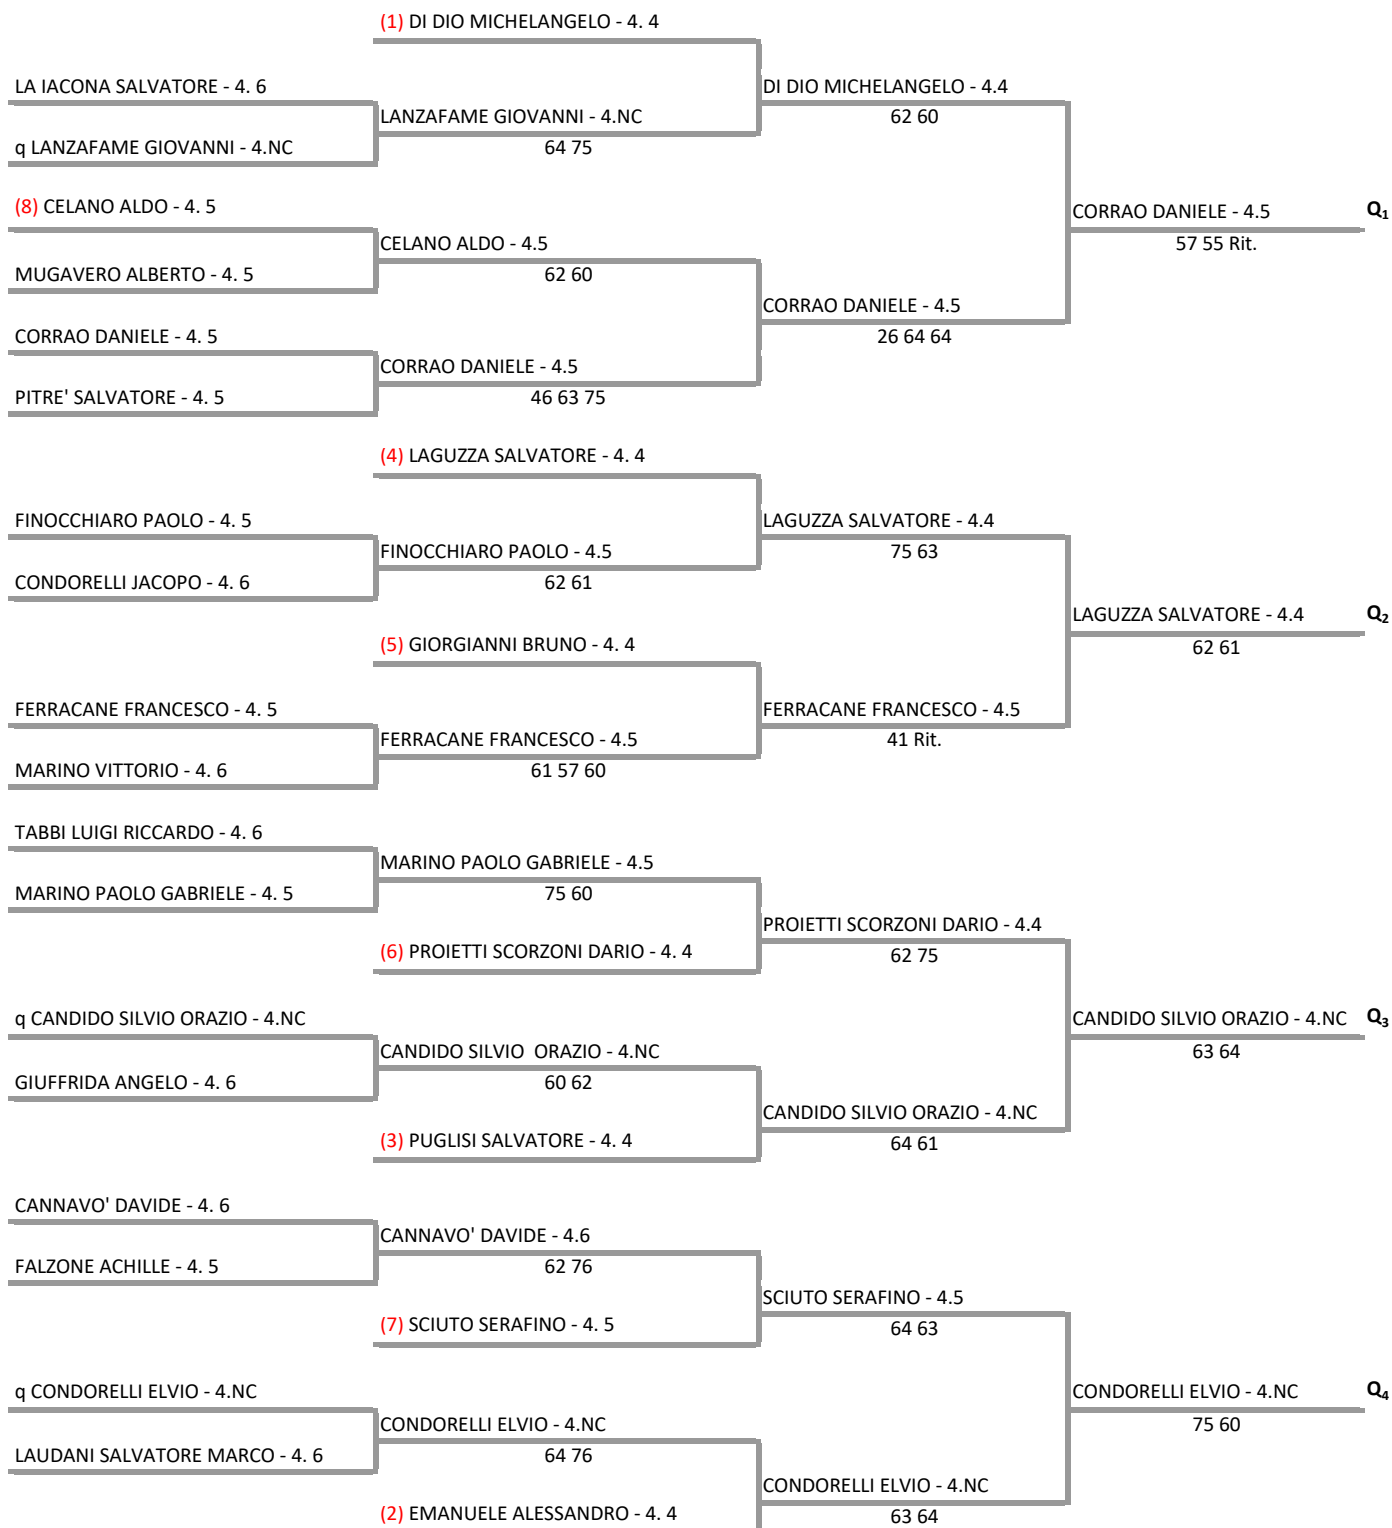 (1) DI DIO MICHELANGELO - 4. 4
LA IACONA SALVATORE - 4. 6
DI DIO MICHELANGELO - 4.4
LANZAFAME GIOVANNI - 4.NC
62 60
q LANZAFAME GIOVANNI - 4.NC
64 75
(8) CELANO ALDO - 4. 5
CORRAO DANIELE - 4.5
Q1
CELANO ALDO - 4.5
57 55 Rit.
MUGAVERO ALBERTO - 4. 5
62 60
CORRAO DANIELE - 4.5
CORRAO DANIELE - 4. 5
26 64 64
CORRAO DANIELE - 4.5
PITRE' SALVATORE - 4. 5
46 63 75
(4) LAGUZZA SALVATORE - 4. 4
FINOCCHIARO PAOLO - 4. 5
LAGUZZA SALVATORE - 4.4
FINOCCHIARO PAOLO - 4.5
75 63
CONDORELLI JACOPO - 4. 6
62 61
LAGUZZA SALVATORE - 4.4
Q2
(5) GIORGIANNI BRUNO - 4. 4
62 61
FERRACANE FRANCESCO - 4. 5
FERRACANE FRANCESCO - 4.5
FERRACANE FRANCESCO - 4.5
41 Rit.
MARINO VITTORIO - 4. 6
61 57 60
TABBI LUIGI RICCARDO - 4. 6
MARINO PAOLO GABRIELE - 4.5
MARINO PAOLO GABRIELE - 4. 5
75 60
PROIETTI SCORZONI DARIO - 4.4
(6) PROIETTI SCORZONI DARIO - 4. 4
62 75
q CANDIDO SILVIO ORAZIO - 4.NC
CANDIDO SILVIO ORAZIO - 4.NC
Q3
CANDIDO SILVIO  ORAZIO - 4.NC
63 64
GIUFFRIDA ANGELO - 4. 6
60 62
CANDIDO SILVIO ORAZIO - 4.NC
(3) PUGLISI SALVATORE - 4. 4
64 61
CANNAVO' DAVIDE - 4. 6
CANNAVO' DAVIDE - 4.6
FALZONE ACHILLE - 4. 5
62 76
SCIUTO SERAFINO - 4.5
(7) SCIUTO SERAFINO - 4. 5
64 63
q CONDORELLI ELVIO - 4.NC
CONDORELLI ELVIO - 4.NC
Q4
CONDORELLI ELVIO - 4.NC
75 60
LAUDANI SALVATORE MARCO - 4. 6
64 76
CONDORELLI ELVIO - 4.NC
(2) EMANUELE ALESSANDRO - 4. 4
63 64